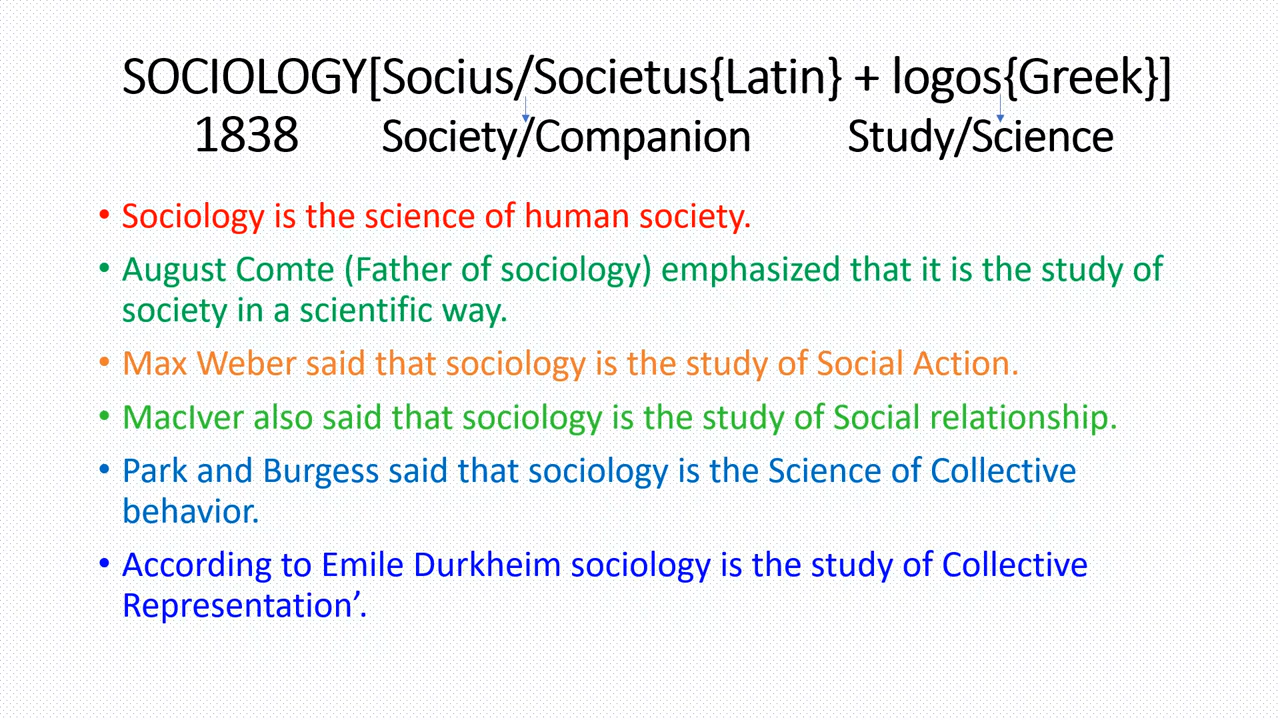 SOCIOLOGY[Socius/Societus{Latin} + logos{Greek}]
1838 Society/Companion Study/Science
• Sociology is the science of human society.
• August Comte (Father of sociology) emphasized that it is the study of
society in a scientific way.
• Max Weber said that sociology is the study of Social Action.
• MacIver also said that sociology is the study of Social relationship.
• Park and Burgess said that sociology is the Science of Collective
behavior.
• According to Emile Durkheim sociology is the study of Collective
Representation’.